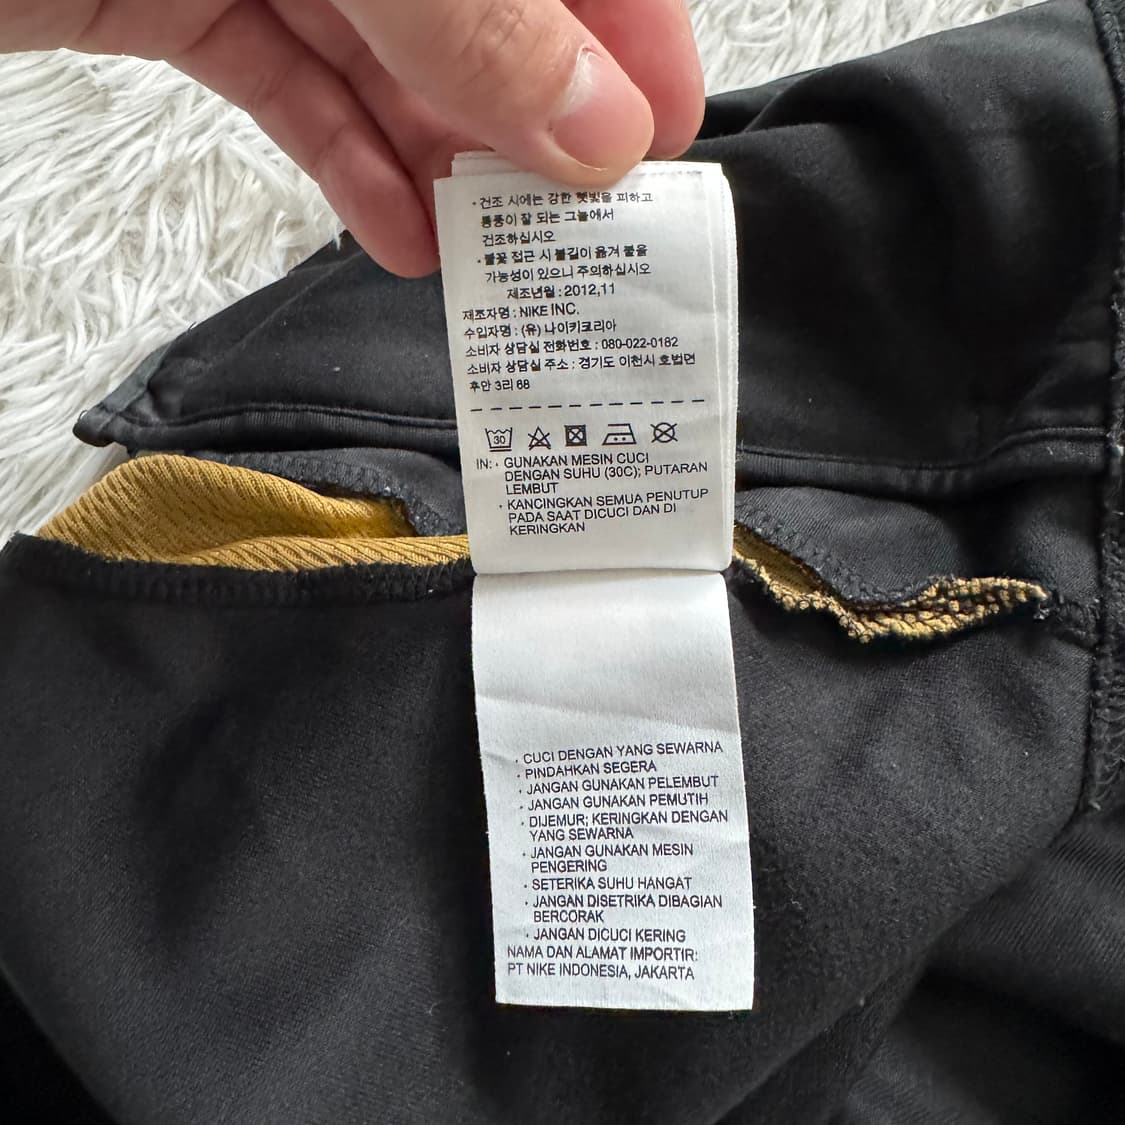 · 건조 시에는 강한 햇빛을 피하고
통풍이 잘 되는 그늘에서
건조하십시오
· 불꽃 접근 시 불길이 옮겨 붙을
가능성이 있으니 주의하십시오
제조년월 : 2012,11
제조자명 : NIKE INC.
수입자명 : (유) 나이키코리아
소비자 상담실 전화번호 : 080-022-0182
소비자 상담실 주소 : 경기도 이천시 호법면
후안 3리 68
30
IN: · GUNAKAN MESIN CUCI
DENGAN SUHU (30C); PUTARAN
LEMBUT
· KANCINGKAN SEMUA PENUTUP
PADA SAAT DICUCI DAN DI
KERINGKAN
· CUCI DENGAN YANG SEWARNA
· PINDAHKAN SEGERA
· JANGAN GUNAKAN PELEMBUT
· JANGAN GUNAKAN PEMUTIH
· DIJEMUR; KERINGKAN DENGAN
YANG SEWARNA
· JANGAN GUNAKAN MESIN
PENGERING
· SETERIKA SUHU HANGAT
· JANGAN DISETRIKA DIBAGIAN
BERCORAK
· JANGAN DICUCI KERING
NAMA DAN ALAMAT IMPORTIR:
PT NIKE INDONESIA, JAKARTA